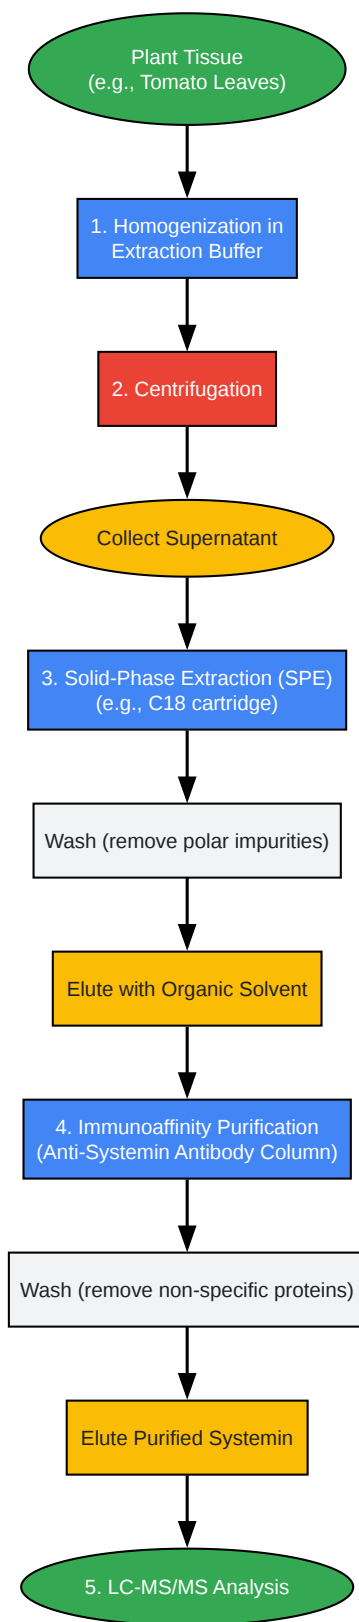 Plant Tissue
(e.g., Tomato Leaves)
1. Homogenization in
Extraction Buffer
2. Centrifugation
Collect Supernatant
3. Solid-Phase Extraction (SPE)
(e.g., C18 cartridge)
Wash (remove polar impurities)
Elute with Organic Solvent
4. Immunoaffinity Purification
(Anti-Systemin Antibody Column)
Wash (remove non-specific proteins)
Elute Purified Systemin
5. LC-MS/MS Analysis